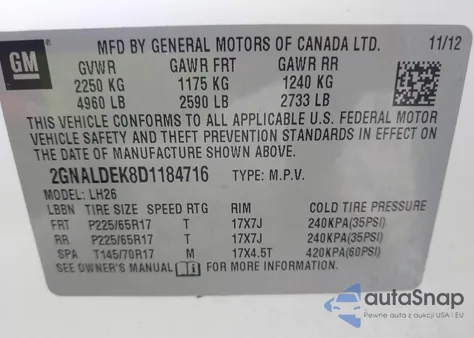 GM
MFD BY GENERAL MOTORS OF CANADA LTD. 11/12
GVWR GAWR FRT GAWR RR
2250 KG 1175 KG 1240 KG
4960 LB 2590 LB 2733 LB
THIS VEHICLE CONFORMS TO ALL APPLICABLE U.S. FEDERAL MOTOR
VEHICLE SAFETY AND THEFT PREVENTION STANDARDS IN EFFECT ON
THE DATE OF MANUFACTURE SHOWN ABOVE.
2GNALDEK8D1184716 TYPE: M.P.V.
MODEL: LH26
LBBN TIRE SIZE SPEED RTG RIM COLD TIRE PRESSURE
FRT P225/65R17 T 17X7J 240KPA(35PSI)
RR P225/65R17 T 17X7J 240KPA(35PSI)
SPA T145/70R17 M 17X4.5T 420KPA(60PSI)
SEE OWNER'S MANUAL FOR MORE INFORMATION
autoSnap
Pewne auta z aukcji USA i EU